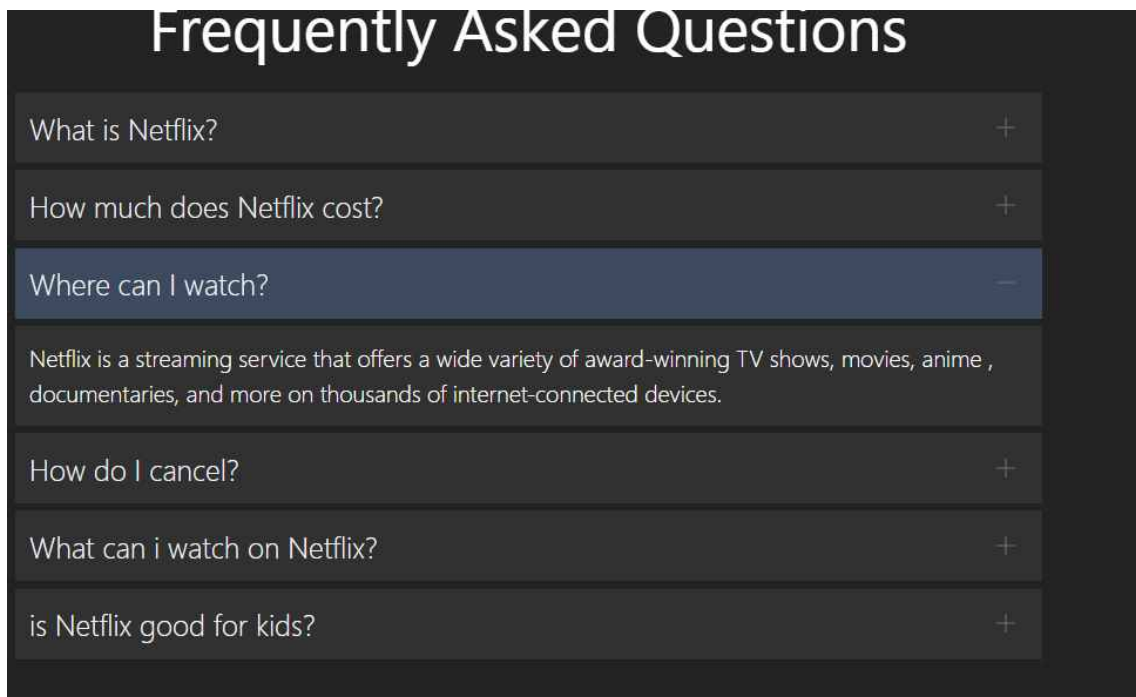 Frequently Asked Questions
What is Netflix?
How much does Netflix cost?
Where can I watch?
Netflix is a streaming service that offers a wide variety of award-winning TV shows, movies, anime ,
documentaries, and more on thousands of internet-connected devices.
How do I cancel?
What can i watch on Netflix?
is Netflix good for kids?